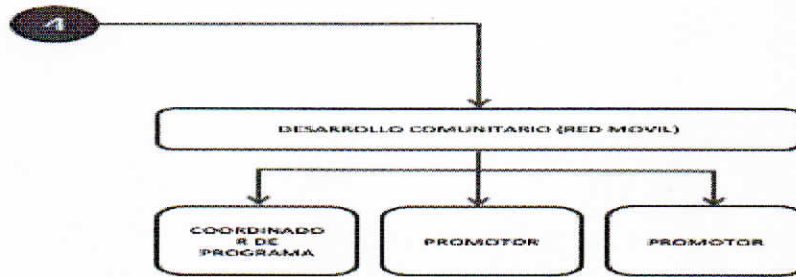 4
DESARROLLO COMUNITARIO (RED MOVIL)
COORDINADO
R DE
PROGRAMA
PROMOTOR
PROMOTOR